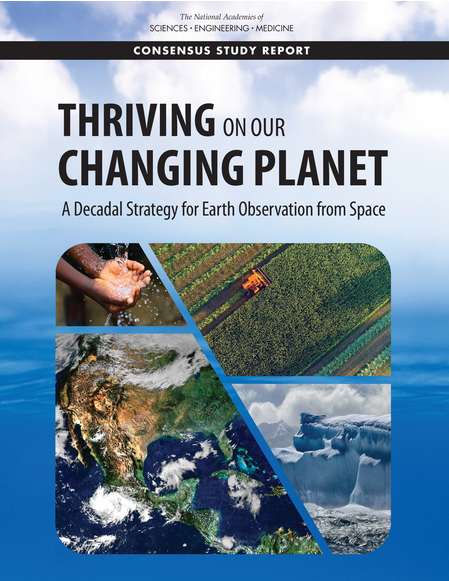 The National Academies of
SCIENCES • ENGINEERING • MEDICINE
CONSENSUS STUDY REPORT
THRIVING ON OUR
CHANGING PLANET
A Decadal Strategy for Earth Observation from Space